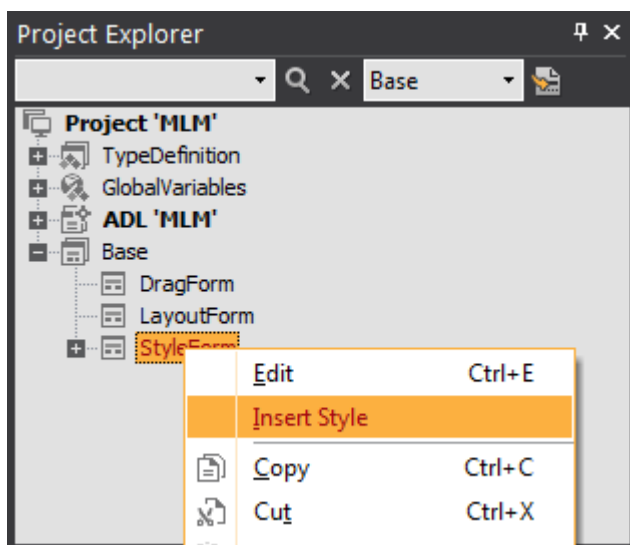 Project Explorer
Base
Project 'MLM'
TypeDefinition
GlobalVariables
ADL 'MLM'
Base
DragForm
LayoutForm
StyleForm
Edit Ctrl+E
Insert Style
Copy Ctrl+C
Cut Ctrl+X